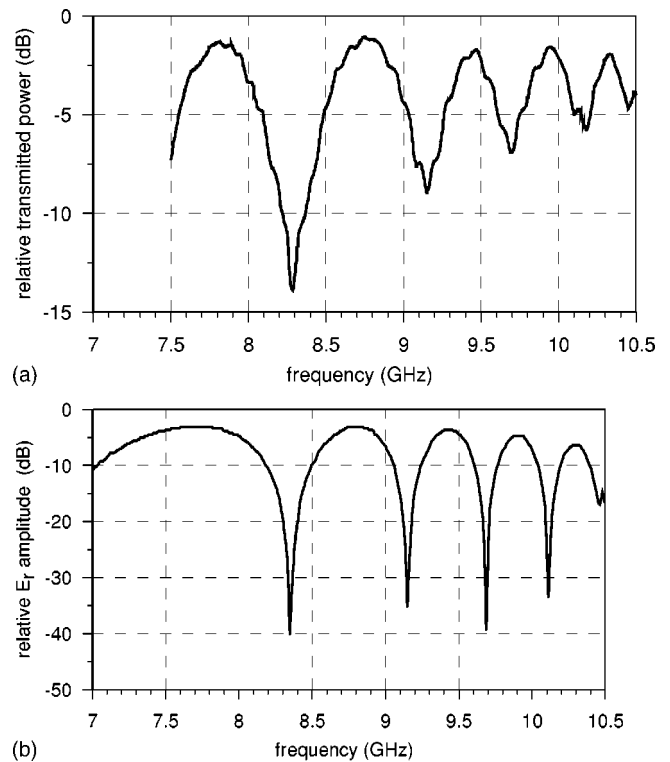 0
-5
-10
-15
relative transmitted power (dB)
7 7.5 8 8.5 9 9.5 10 10.5
frequency (GHz)
(a)
0
-10
-20
-30
-40
-50
relative Er amplitude (dB)
7 7.5 8 8.5 9 9.5 10 10.5
frequency (GHz)
(b)